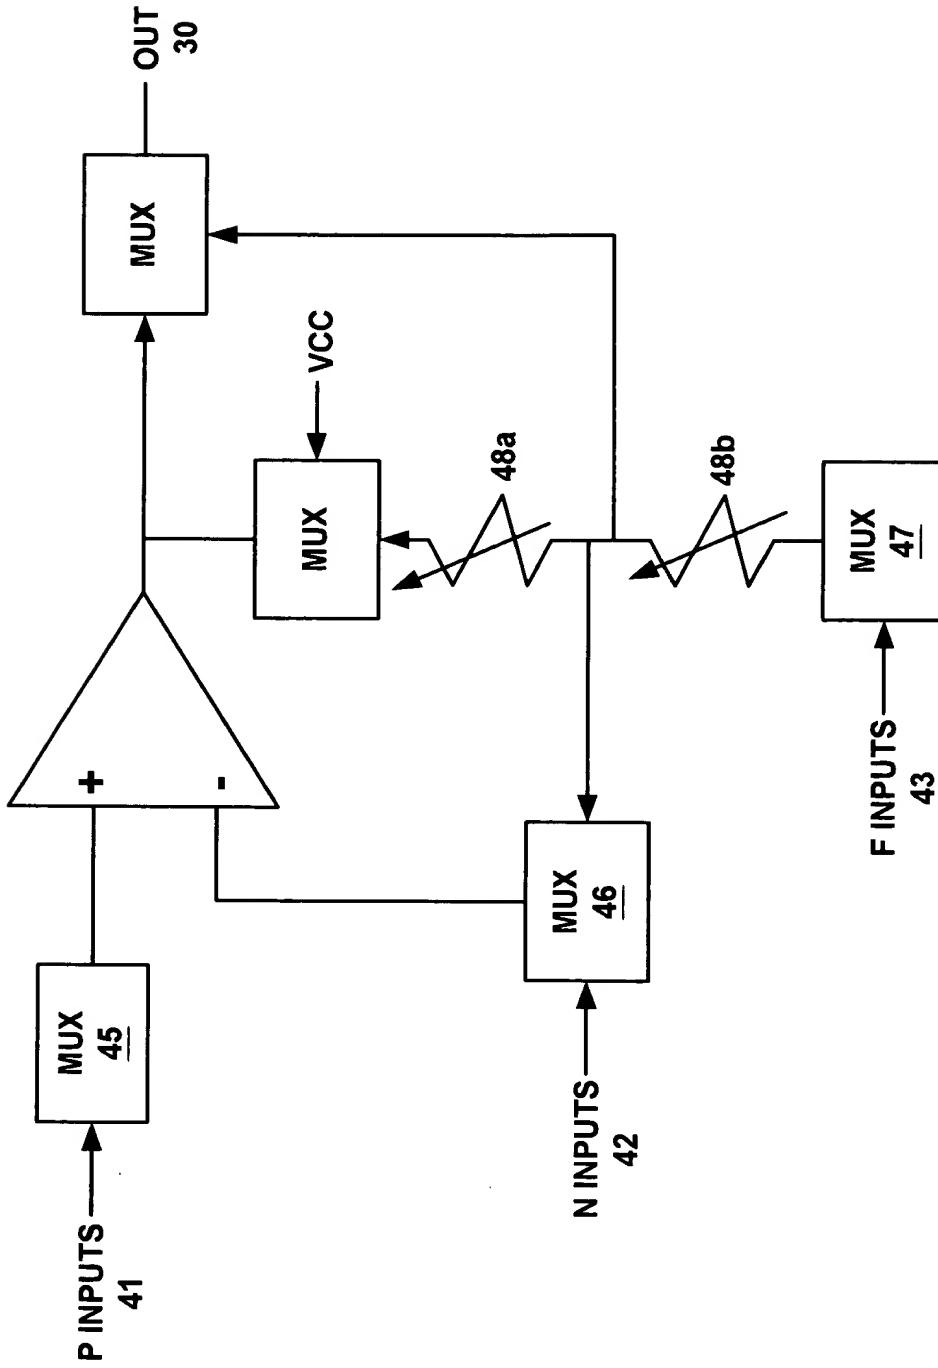 P INPUTS
41
MUX
45
+
-
N INPUTS
42
MUX
46
F INPUTS
43
MUX
47
48b
48a
MUX
VCC
MUX
OUT
30